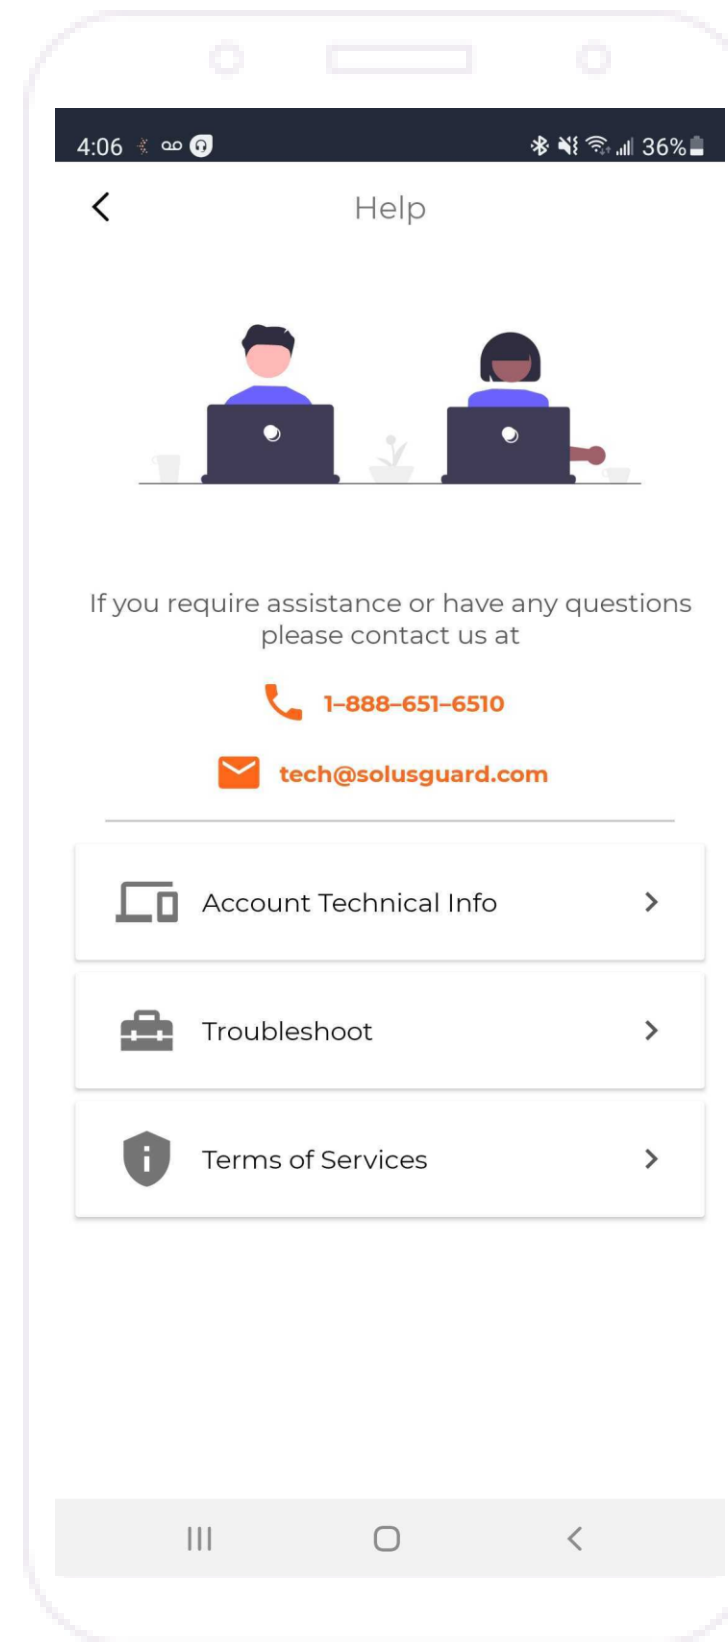 4:06
36%
Help
If you require assistance or have any questions
please contact us at
1–888–651–6510
tech@solusguard.com
Account Technical Info
Troubleshoot
Terms of Services